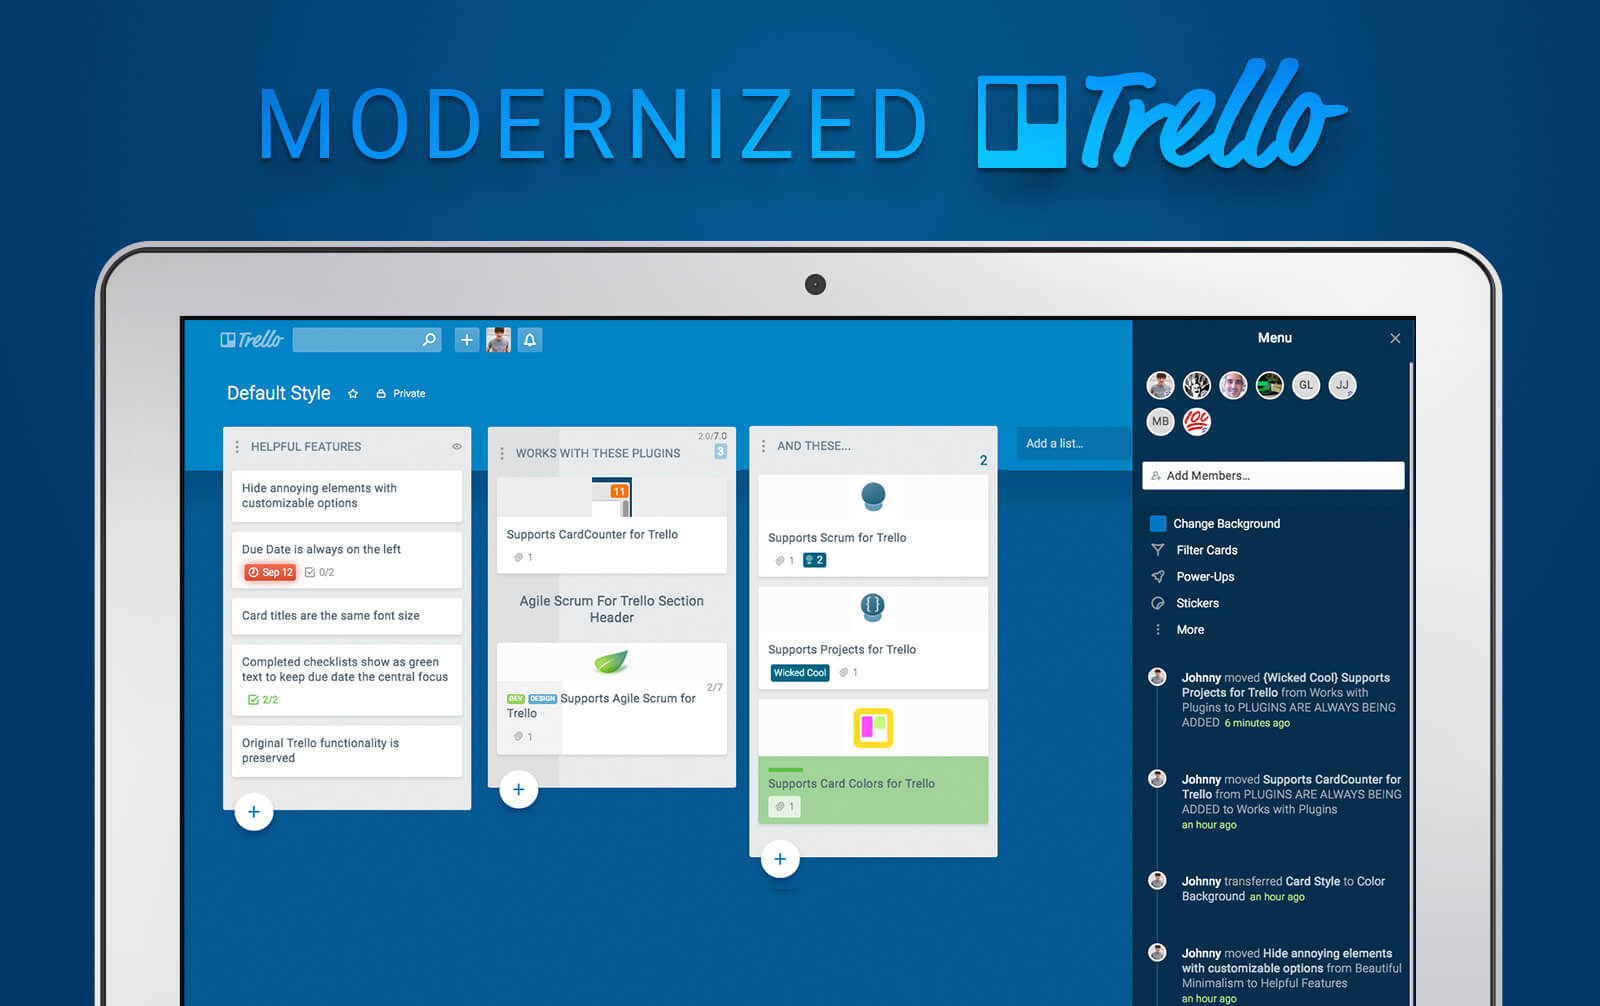 MODERNIZED Trello
Trello
Default Style
Private
HELPFUL FEATURES
Hide annoying elements with
customizable options
Due Date is always on the left
Sep 12 0/2
Card titles are the same font size
Completed checklists show as green
text to keep due date the central focus
2/2
Original Trello functionality is
preserved
+
2.0/7.0
WORKS WITH THESE PLUGINS 3
11
Supports CardCounter for Trello
1
Agile Scrum For Trello Section
Header
2/7
DEV DESIGN Supports Agile Scrum for
Trello
1
+
AND THESE...
2
Supports Scrum for Trello
1 2
{ }
Supports Projects for Trello
Wicked Cool 1
Supports Card Colors for Trello
1
+
Add a list...
Menu
GL JJ
MB 100
Add Members...
Change Background
Filter Cards
Power-Ups
Stickers
More
Johnny moved {Wicked Cool} Supports
Projects for Trello from Works with
Plugins to PLUGINS ARE ALWAYS BEING
ADDED 6 minutes ago
Johnny moved Supports CardCounter for
Trello from PLUGINS ARE ALWAYS BEING
ADDED to Works with Plugins
an hour ago
Johnny transferred Card Style to Color
Background an hour ago
Johnny moved Hide annoying elements
with customizable options from Beautiful
Minimalism to Helpful Features
an hour ago